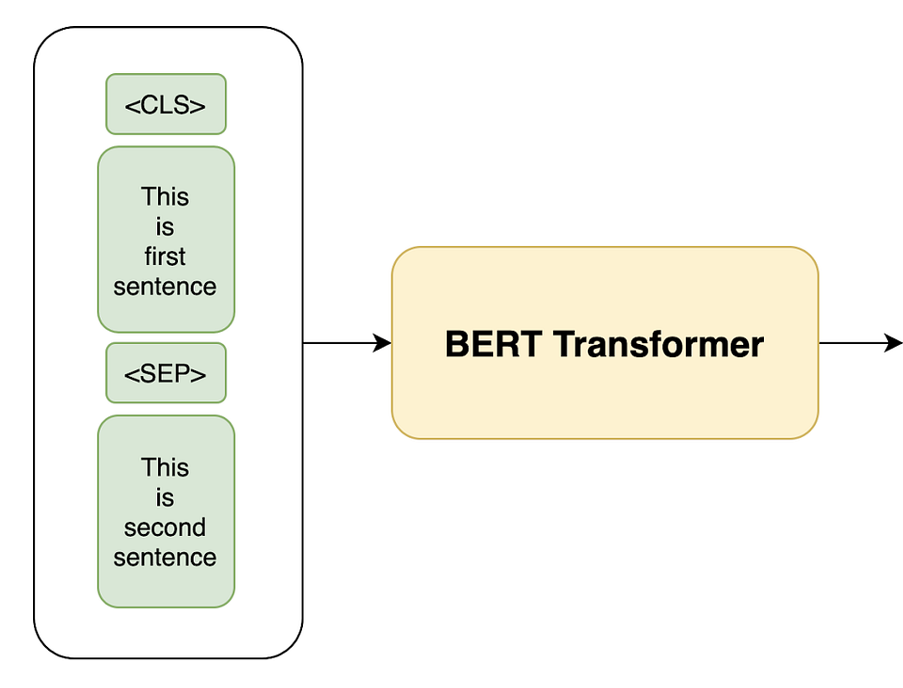 <CLS>
This
is
first
sentence
<SEP>
This
is
second
sentence
BERT Transformer